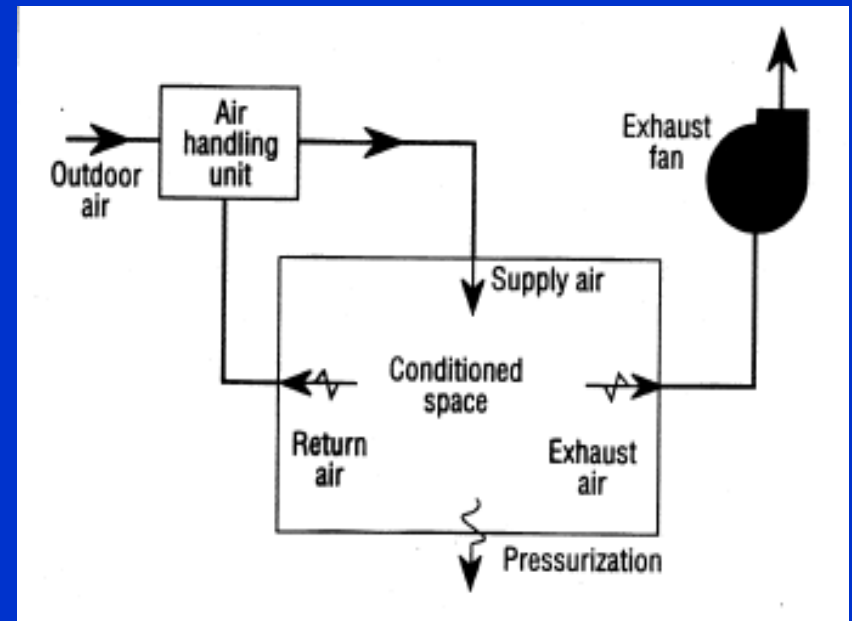 Air
handling
unit
Outdoor
air
Exhaust
fan
Supply air
Conditioned
space
Return
air
Exhaust
air
Pressurization